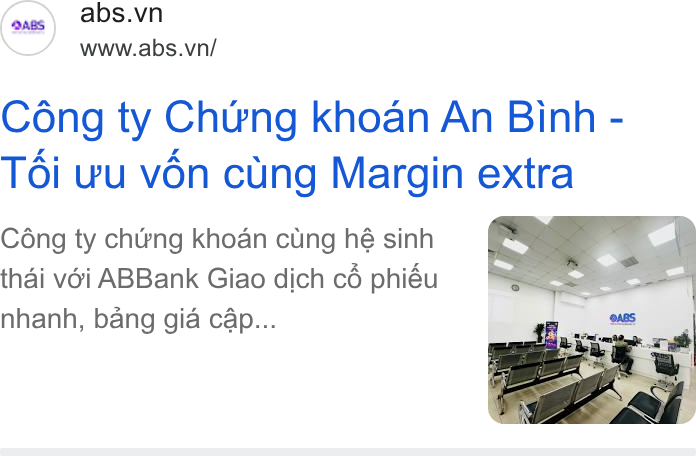 ABS
abs.vn
www.abs.vn/
Công ty Chứng khoán An Bình -
Tối ưu vốn cùng Margin extra
Công ty chứng khoán cùng hệ sinh
thái với ABBank Giao dịch cổ phiếu
nhanh, bảng giá cập...
ABS